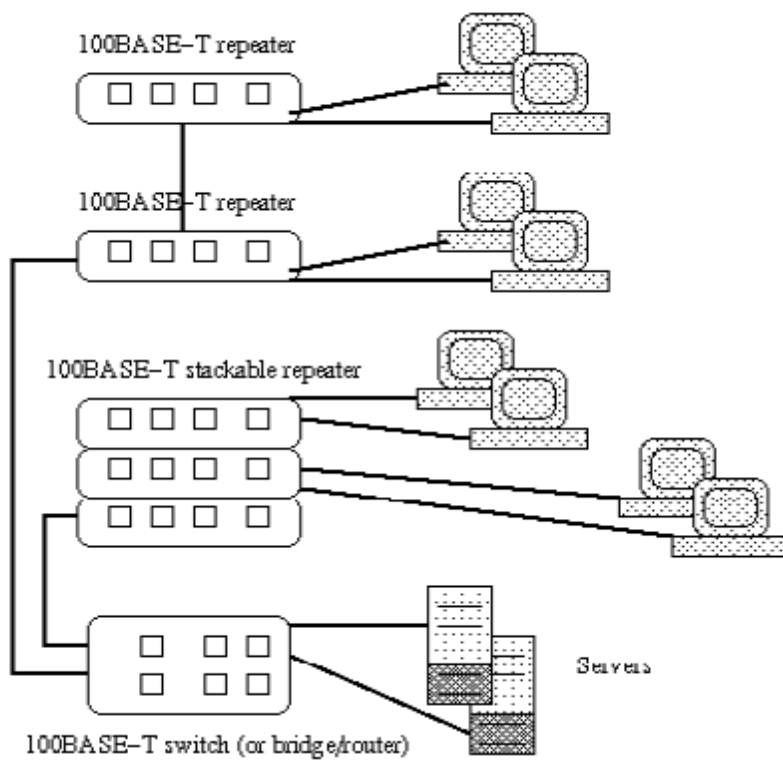 100BASE–T repeater
100BASE–T repeater
100BASE–T stackable repeater
Servers
100BASE–T switch (or bridge/router)